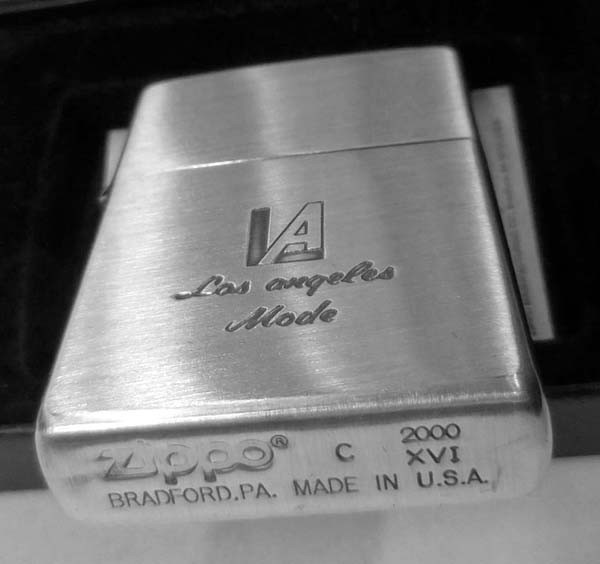 LA
Los angeles
Mode
Zippo® C 2000 XVI
BRADFORD.PA. MADE IN U.S.A.